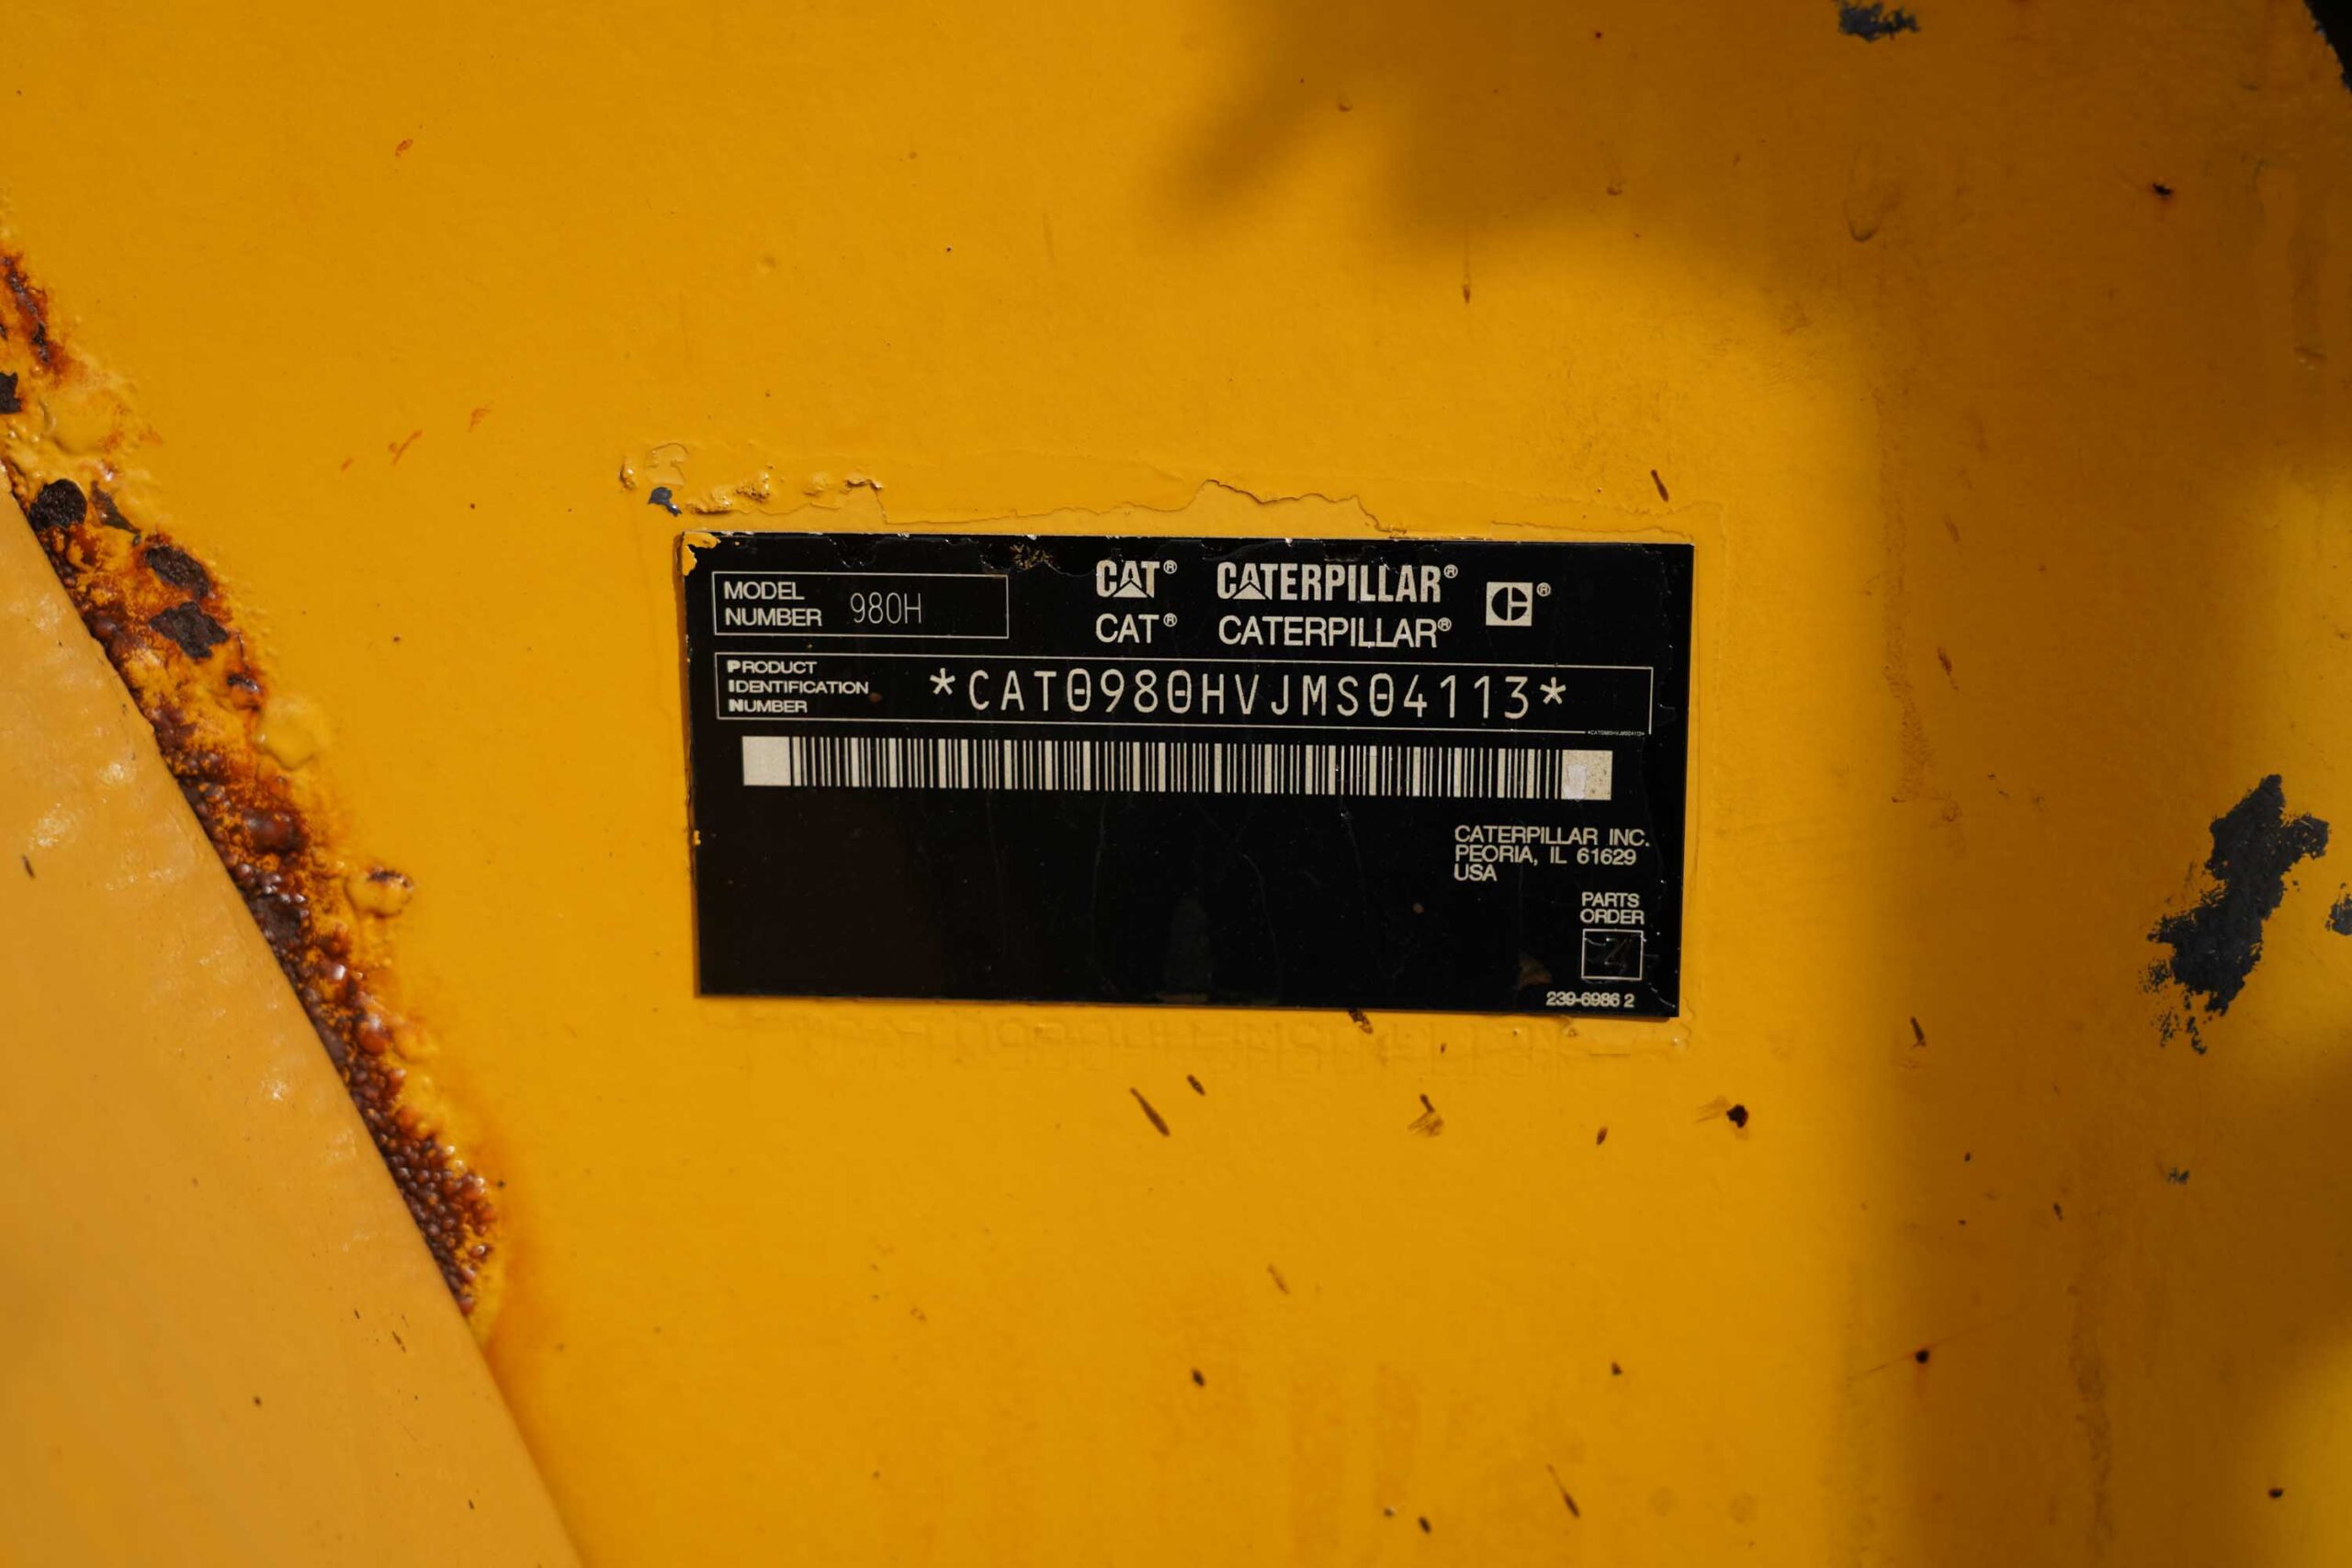 MODEL NUMBER 980H
CAT® CATERPILLAR®
CAT® CATERPILLAR®
PRODUCT IDENTIFICATION NUMBER *CAT0980HVJMS04113*
*CAT0980HVJMS04113*
CATERPILLAR INC.
PEORIA, IL 61629
USA
PARTS
ORDER
239-6986 2